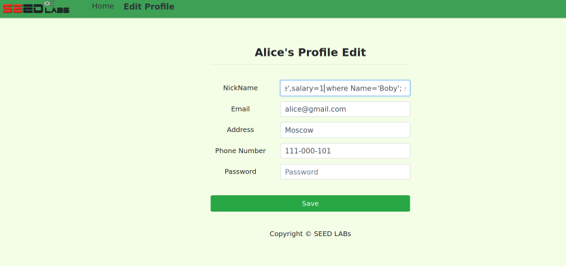 SEED LABS Home Edit Profile
Alice's Profile Edit
NickName ',salary=1 where Name='Boby';
Email alice@gmail.com
Address Moscow
Phone Number 111-000-101
Password Password
Save
Copyright © SEED LABs